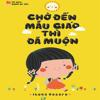 CHỜ ĐẾN
MẪU GIÁO
THÌ
ĐÃ MUỘN